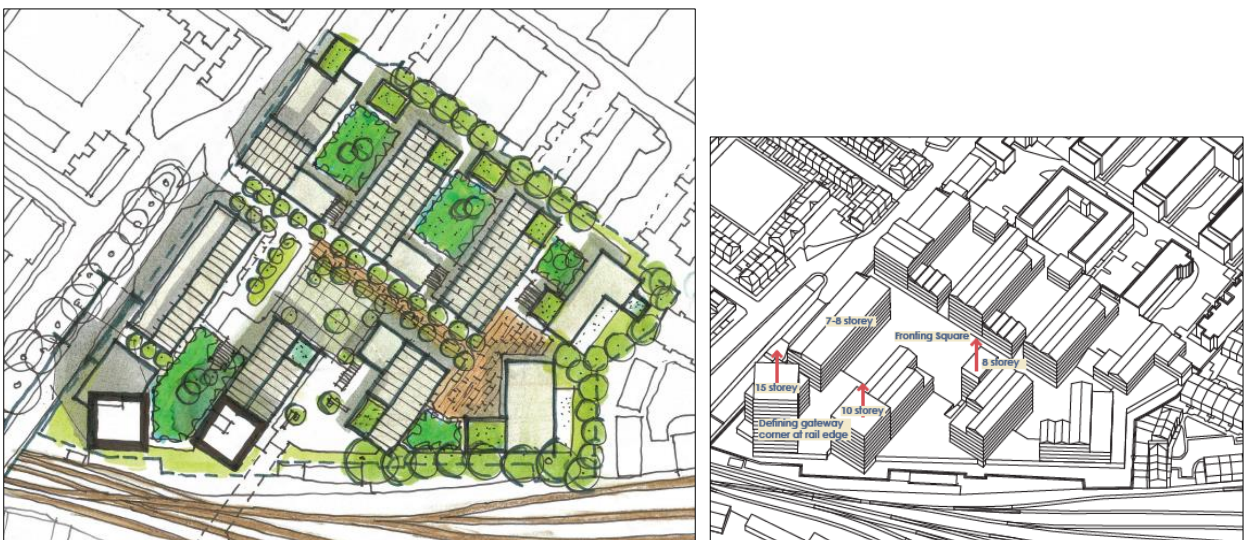 7-8 storey
Fronting Square
8 storey
15 storey
10 storey
Defining gateway
corner at rail edge